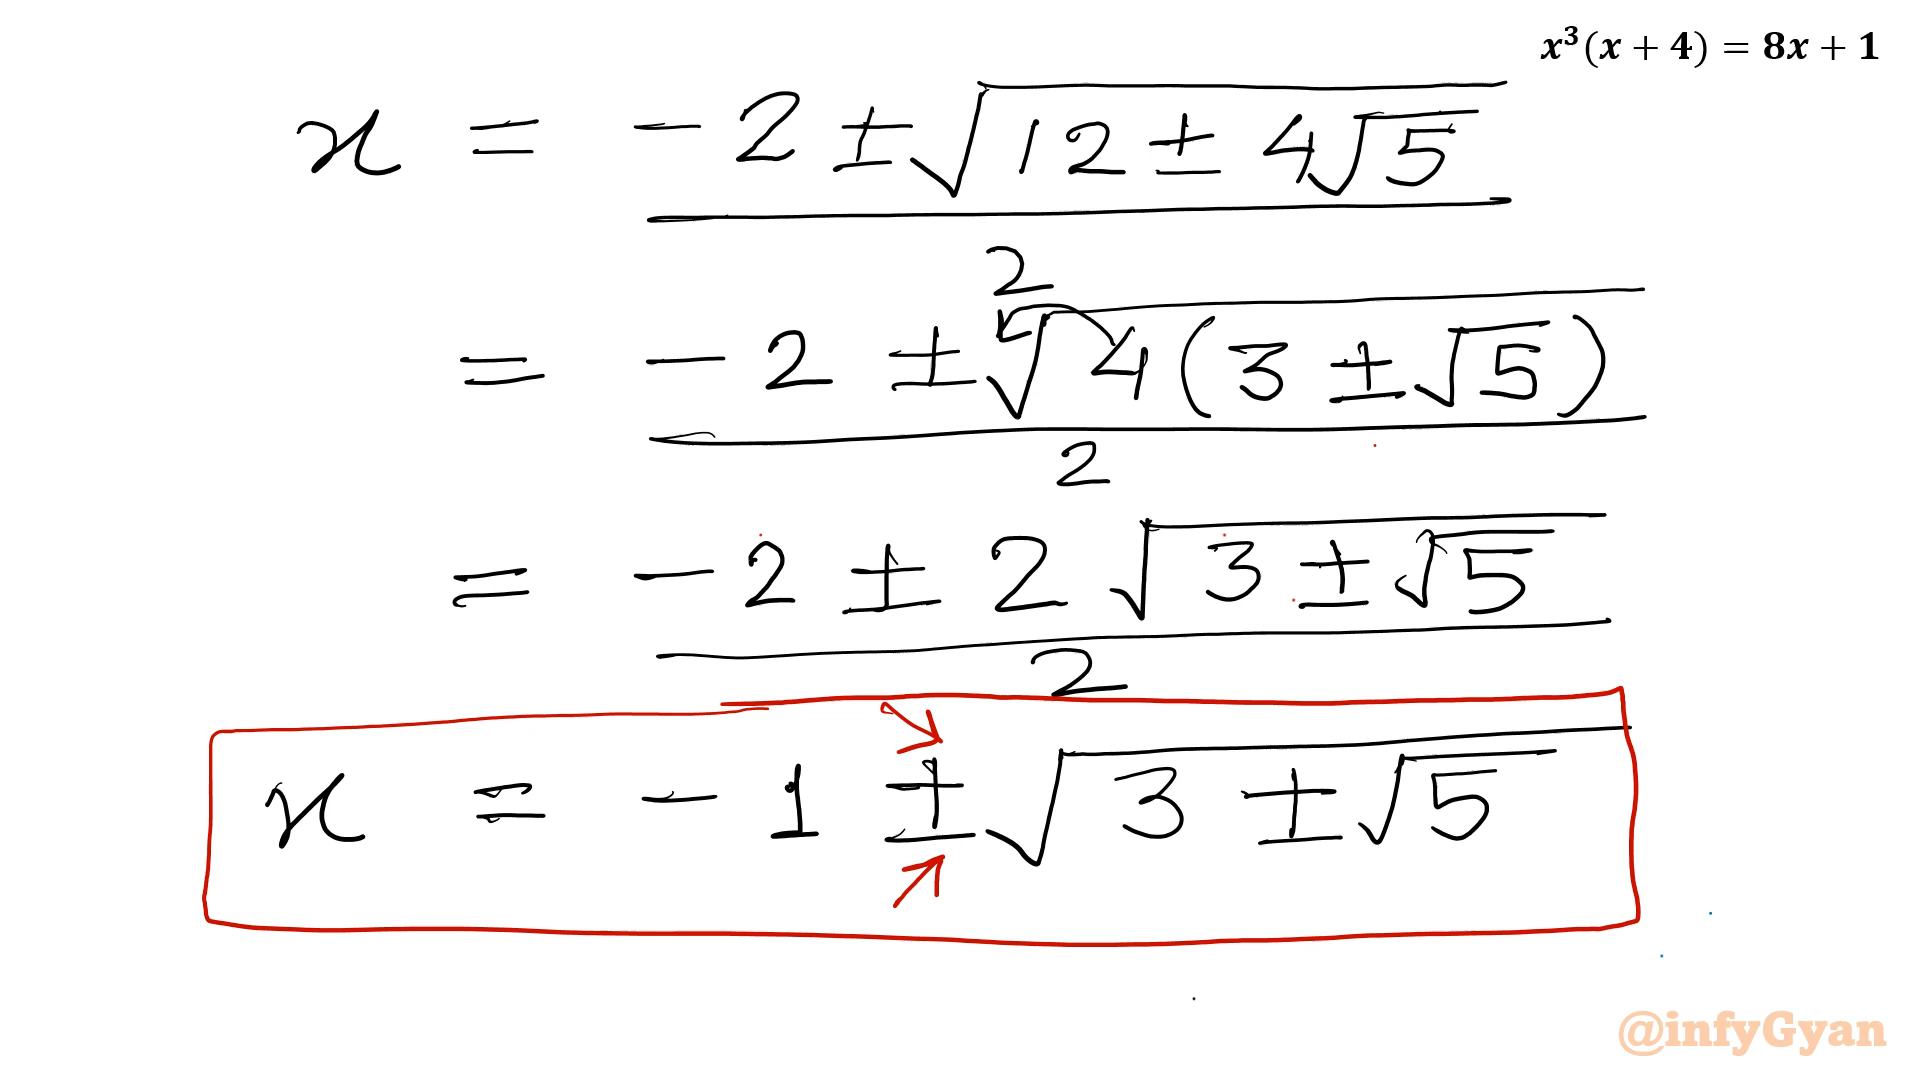 x³(x + 4) = 8x + 1
x = (-2 ± √(12 ± 4√5)) / 2
= (-2 ± √(4(3 ± √5))) / 2
= (-2 ± 2√(3 ± √5)) / 2
x = -1 ± √(3 ± √5)
@infyGyan